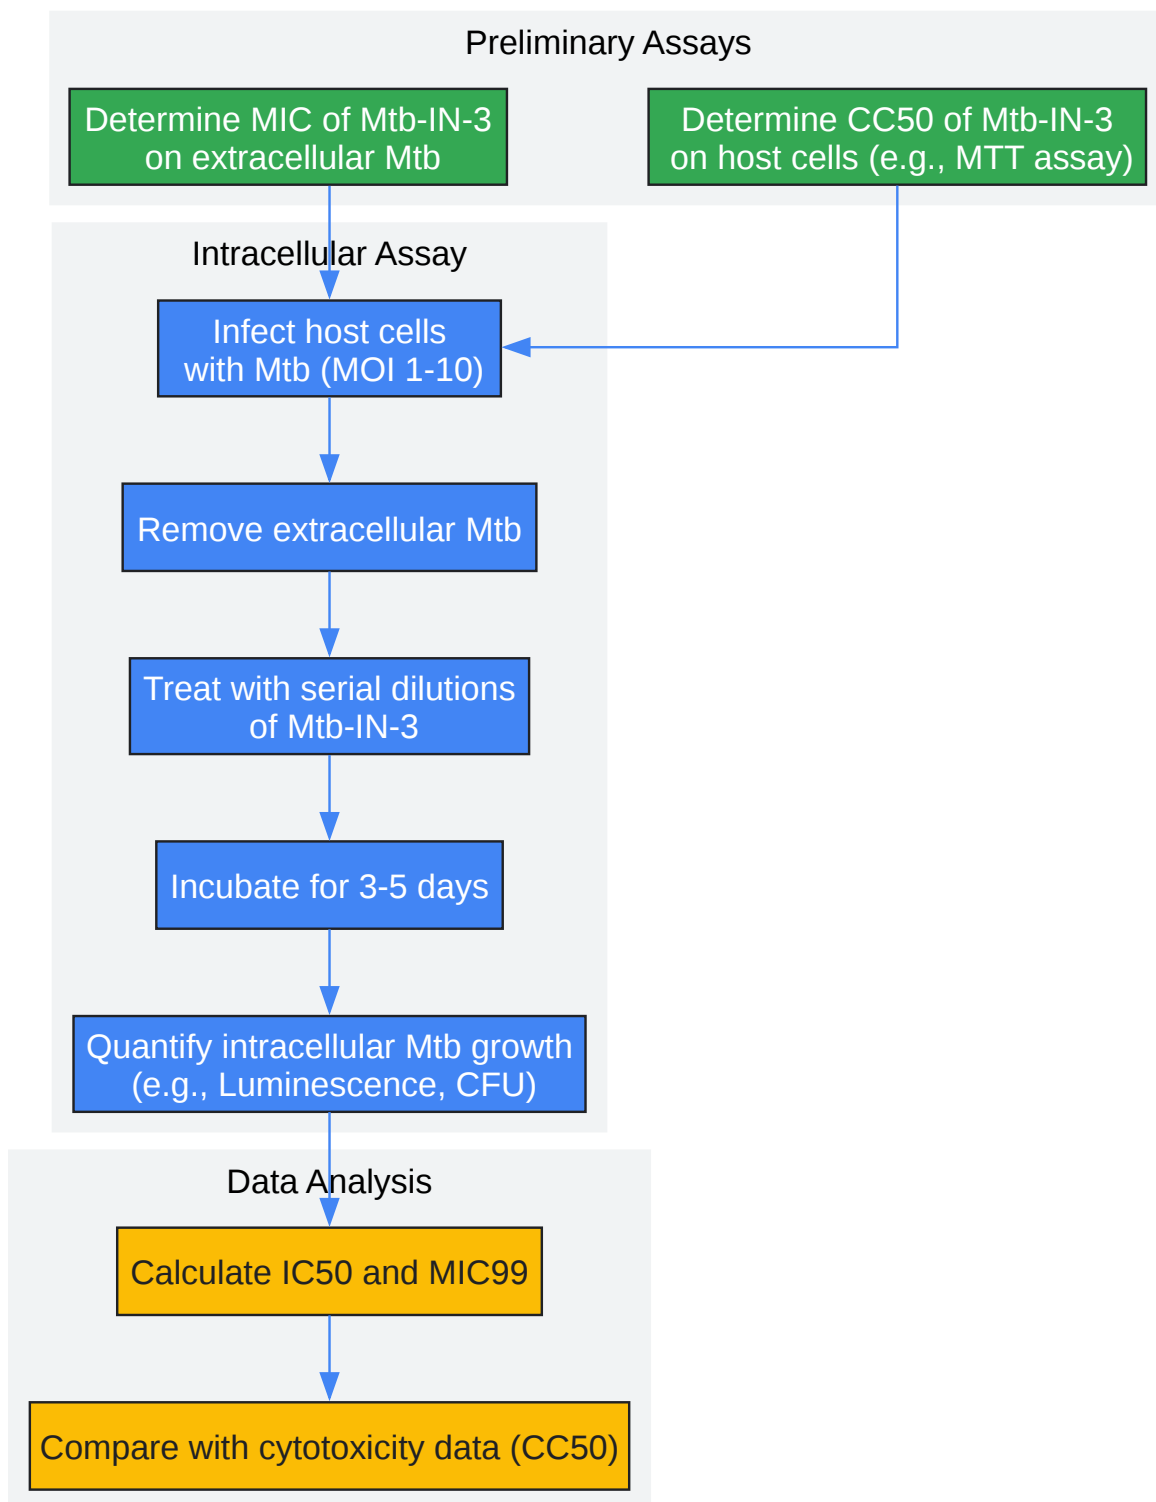 Preliminary Assays
Determine MIC of Mtb-IN-3
on extracellular Mtb
Determine CC50 of Mtb-IN-3
on host cells (e.g., MTT assay)
Intracellular Assay
Infect host cells
with Mtb (MOI 1-10)
Remove extracellular Mtb
Treat with serial dilutions
of Mtb-IN-3
Incubate for 3-5 days
Quantify intracellular Mtb growth
(e.g., Luminescence, CFU)
Data Analysis
Calculate IC50 and MIC99
Compare with cytotoxicity data (CC50)